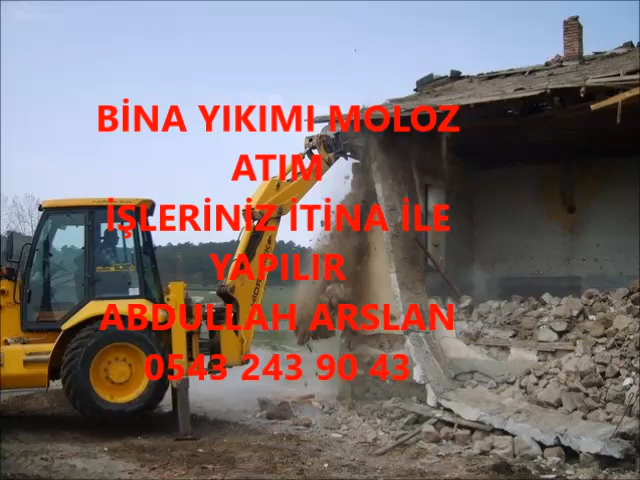 BİNA YIKIMI MOLOZ
ATIM
İŞLERİNİZ İTİNA İLE
YAPILIR
ABDULLAH ARSLAN
0543 243 90 43